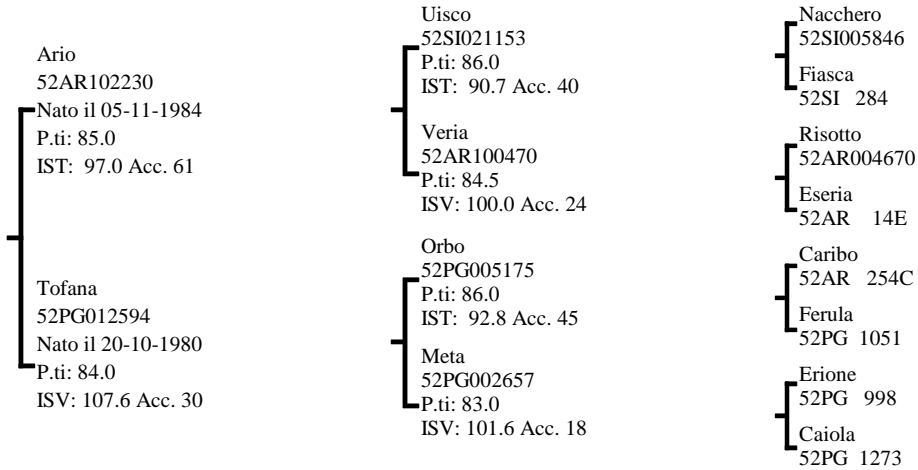 Ario
52AR102230
Nato il 05-11-1984
P.ti: 85.0
IST:  97.0 Acc. 61
Tofana
52PG012594
Nato il 20-10-1980
P.ti: 84.0
ISV: 107.6 Acc. 30
Uisco
52SI021153
P.ti: 86.0
IST:  90.7 Acc. 40
Veria
52AR100470
P.ti: 84.5
ISV: 100.0 Acc. 24
Orbo
52PG005175
P.ti: 86.0
IST:  92.8 Acc. 45
Meta
52PG002657
P.ti: 83.0
ISV: 101.6 Acc. 18
Nacchero
52SI005846
Fiasca
52SI   284
Risotto
52AR004670
Eseria
52AR    14E
Caribo
52AR   254C
Ferula
52PG  1051
Erione
52PG   998
Caiola
52PG  1273